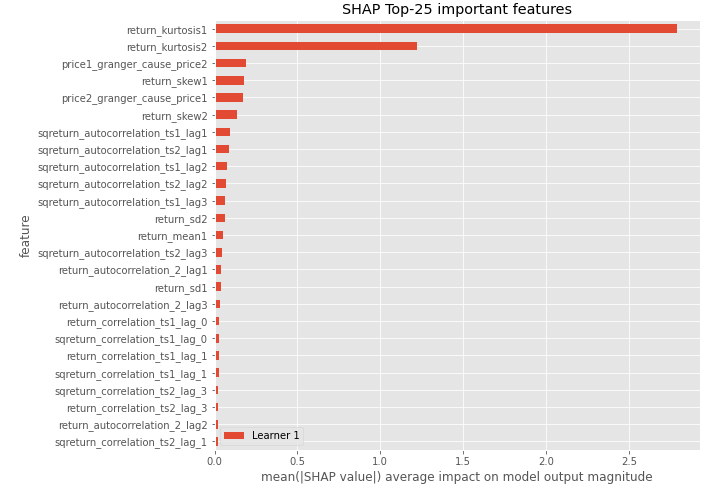 SHAP Top-25 important features
feature
return_kurtosis1
return_kurtosis2
price1_granger_cause_price2
return_skew1
price2_granger_cause_price1
return_skew2
sqreturn_autocorrelation_ts1_lag1
sqreturn_autocorrelation_ts2_lag1
sqreturn_autocorrelation_ts1_lag2
sqreturn_autocorrelation_ts2_lag2
sqreturn_autocorrelation_ts1_lag3
return_sd2
return_mean1
sqreturn_autocorrelation_ts2_lag3
return_autocorrelation_2_lag1
return_sd1
return_autocorrelation_2_lag3
return_correlation_ts1_lag_0
sqreturn_correlation_ts1_lag_0
return_correlation_ts1_lag_1
sqreturn_correlation_ts1_lag_1
sqreturn_correlation_ts2_lag_3
return_correlation_ts2_lag_3
return_autocorrelation_2_lag2
sqreturn_correlation_ts2_lag_1
Learner 1
0.0 0.5 1.0 1.5 2.0 2.5
mean(|SHAP value|) average impact on model output magnitude